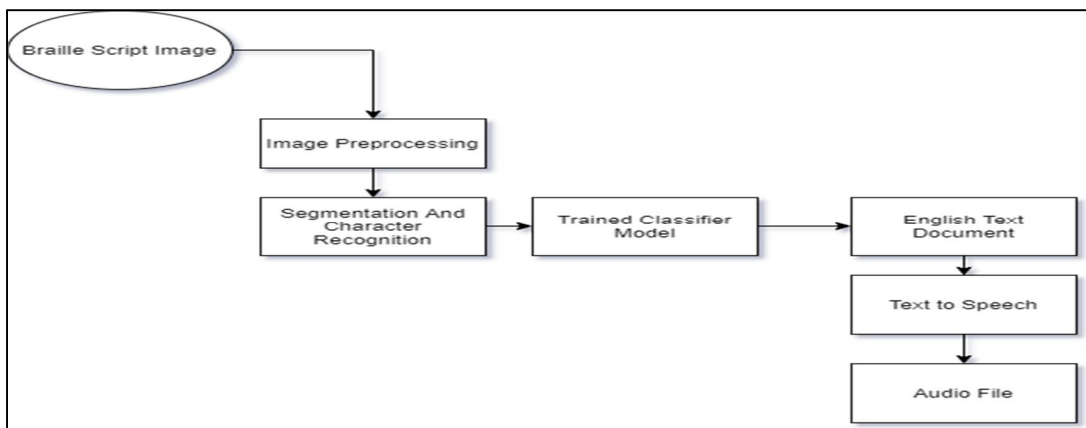 Braille Script Image
Image Preprocessing
Segmentation And
Character
Recognition
Trained Classifier
Model
English Text
Document
Text to Speech
Audio File